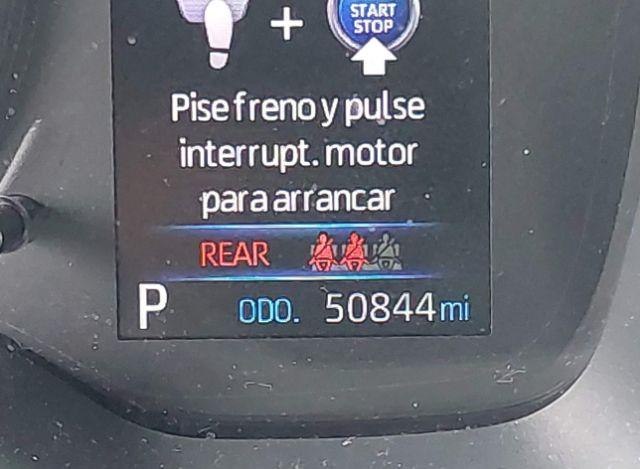 START
STOP
Pise freno y pulse
interrupt. motor
para arrancar
REAR
P ODO. 50844 mi